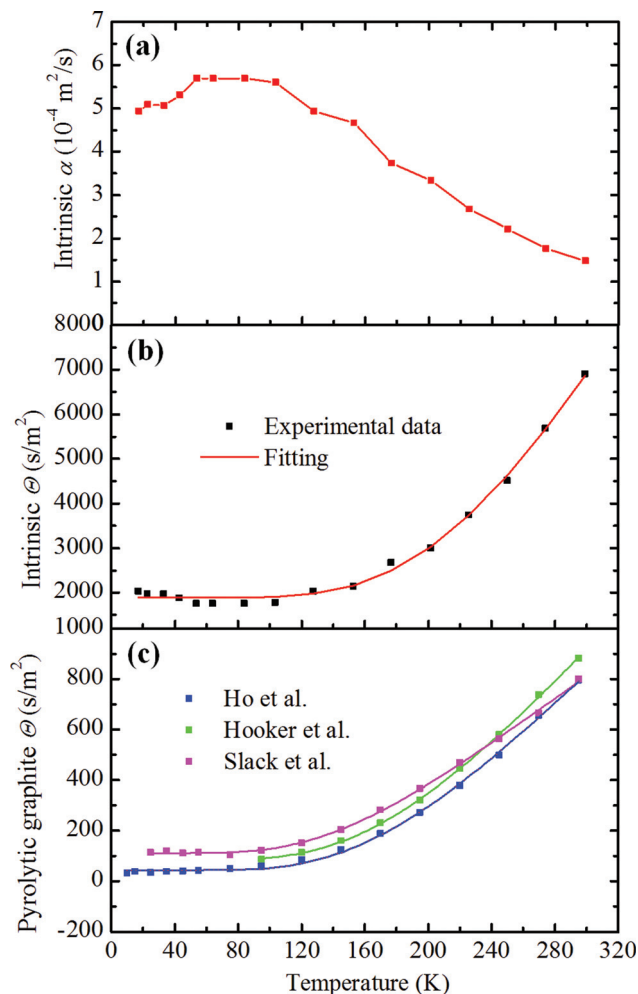 (a)
7
6
5
4
3
2
1
0
Intrinsic α (10⁻⁴ m²/s)
(b)
8000
7000
6000
5000
4000
3000
2000
1000
Intrinsic Θ (s/m²)
Experimental data
Fitting
(c)
800
600
400
200
0
-200
Pyrolytic graphite Θ (s/m²)
Ho et al.
Hooker et al.
Slack et al.
0 40 80 120 160 200 240 280 320
Temperature (K)